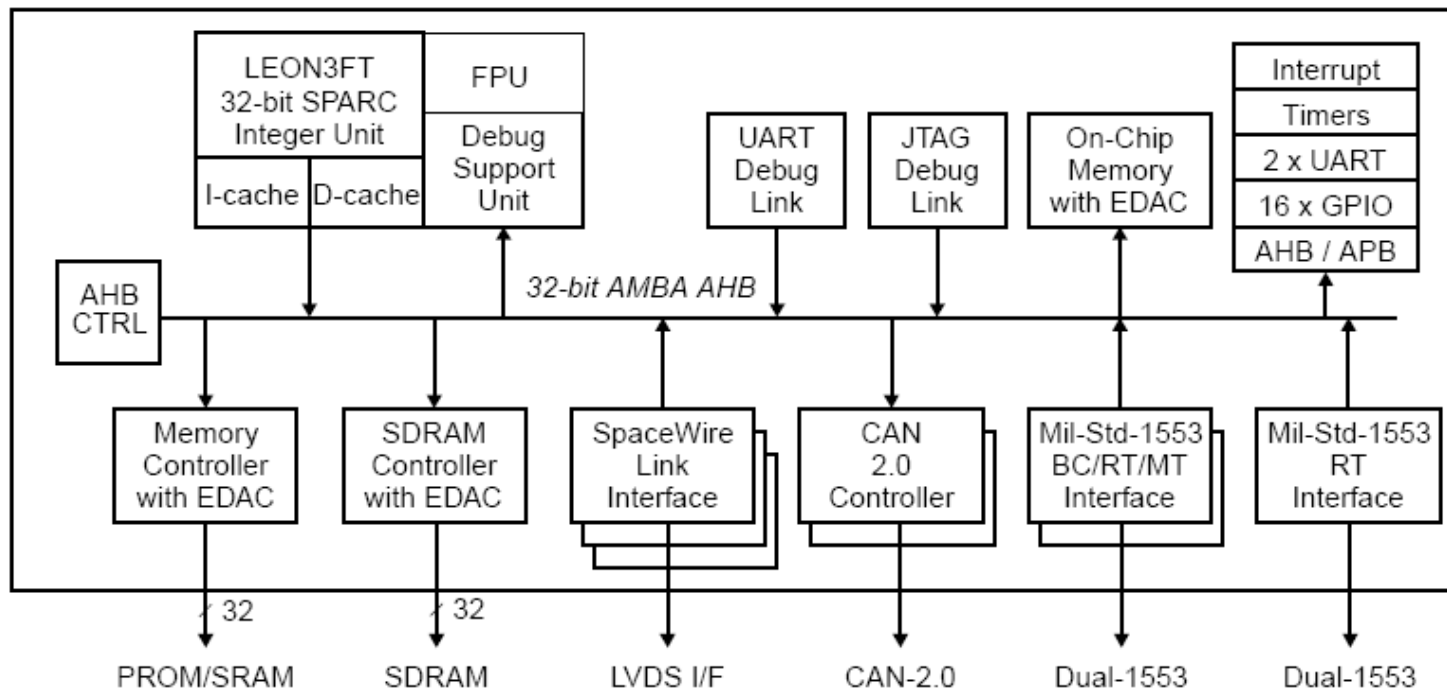 LEON3FT
32-bit SPARC
Integer Unit
I-cache
D-cache
FPU
Debug
Support
Unit
UART
Debug
Link
JTAG
Debug
Link
On-Chip
Memory
with EDAC
Interrupt
Timers
2 x UART
16 x GPIO
AHB / APB
AHB
CTRL
32-bit AMBA AHB
Memory
Controller
with EDAC
SDRAM
Controller
with EDAC
SpaceWire
Link
Interface
CAN
2.0
Controller
Mil-Std-1553
BC/RT/MT
Interface
Mil-Std-1553
RT
Interface
32
32
PROM/SRAM
SDRAM
LVDS I/F
CAN-2.0
Dual-1553
Dual-1553